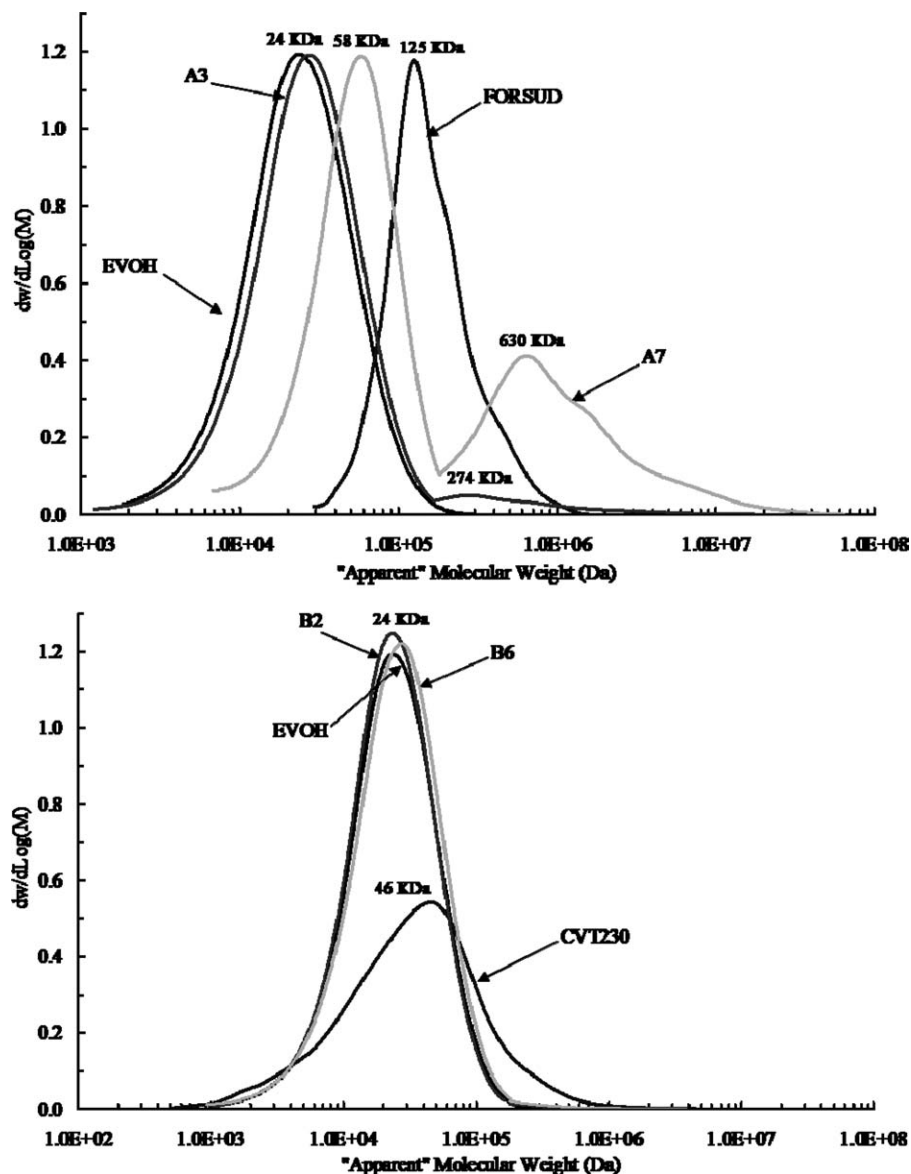 24 KDa 58 KDa 125 KDa
A3
FORSUD
EVOH
630 KDa
A7
274 KDa
dw/dLog(M)
1.2
1.0
0.8
0.6
0.4
0.2
0.0
1.0E+03 1.0E+04 1.0E+05 1.0E+06 1.0E+07 1.0E+08
"Apparent" Molecular Weight (Da)
B2 24 KDa
B6
EVOH
46 KDa
CVT230
dw/dLog(M)
1.2
1.0
0.8
0.6
0.4
0.2
0.0
1.0E+02 1.0E+03 1.0E+04 1.0E+05 1.0E+06 1.0E+07 1.0E+08
"Apparent" Molecular Weight (Da)